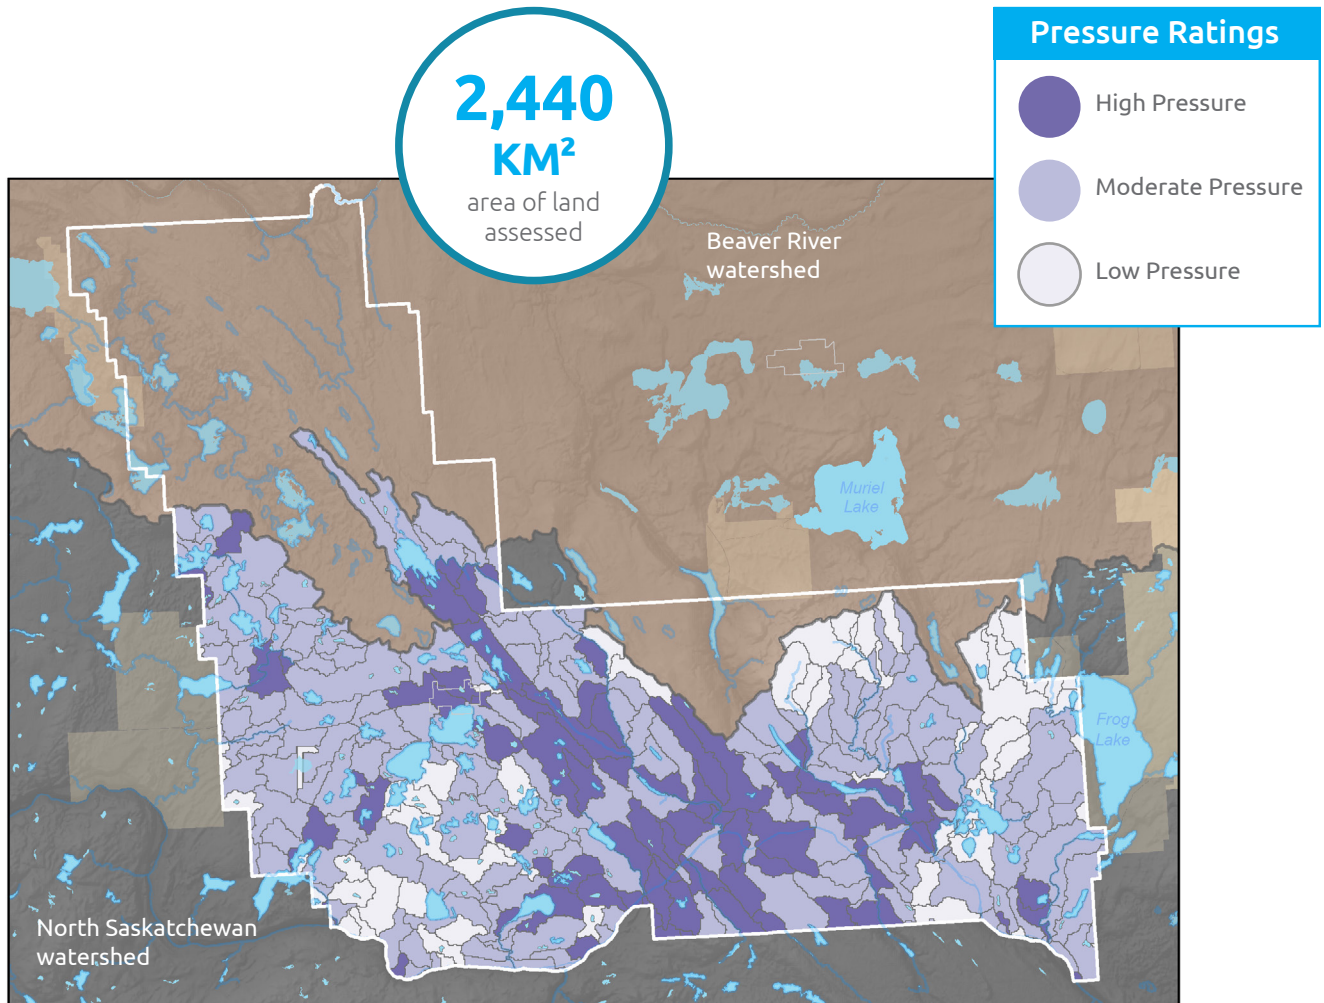 2,440
KM²
area of land
assessed
Pressure Ratings
High Pressure
Moderate Pressure
Low Pressure
Beaver River
watershed
Muriel
Lake
Frog
Lake
North Saskatchewan
watershed